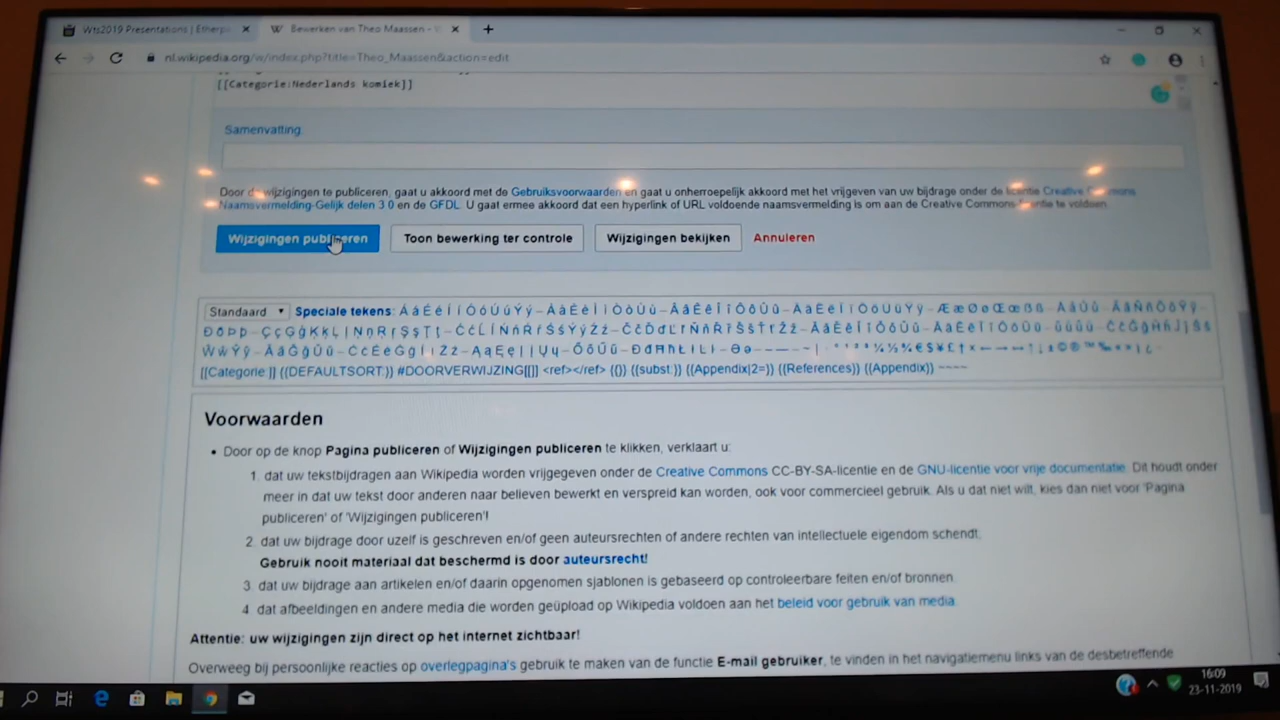 Wts2019 Presentations | Etherp
Bewerken van Theo Maassen -
nl.wikipedia.org/w/index.php?title=Theo_Maassen&action=edit
[[Categorie:Nederlands komiek]]
Samenvatting:
Door de wijzigingen te publiceren, gaat u akkoord met de Gebruiksvoorwaarden en gaat u onherroepelijk akkoord met het vrijgeven van uw bijdrage onder de licentie Creative Commons
Naamsvermelding-Gelijk delen 3.0 en de GFDL. U gaat ermee akkoord dat een hyperlink of URL voldoende naamsvermelding is om aan de Creative Commons-licentie te voldoen.
Wijzigingen publiceren Toon bewerking ter controle Wijzigingen bekijken Annuleren
Standaard Speciale tekens:
[[Categorie:]] {{DEFAULTSORT:}} #DOORVERWIJZING[[]] <ref></ref> {{}} {{subst:}} {{Appendix|2=}} {{References}} {{Appendix}} ~~~~
Voorwaarden
• Door op de knop Pagina publiceren of Wijzigingen publiceren te klikken, verklaart u:
1. dat uw tekstbijdragen aan Wikipedia worden vrijgegeven onder de Creative Commons CC-BY-SA-licentie en de GNU-licentie voor vrije documentatie. Dit houdt onder
meer in dat uw tekst door anderen naar believen bewerkt en verspreid kan worden, ook voor commercieel gebruik. Als u dat niet wilt, kies dan niet voor 'Pagina
publiceren' of 'Wijzigingen publiceren'!
2. dat uw bijdrage door uzelf is geschreven en/of geen auteursrechten of andere rechten van intellectuele eigendom schendt.
Gebruik nooit materiaal dat beschermd is door auteursrecht!
3. dat uw bijdrage aan artikelen en/of daarin opgenomen sjablonen is gebaseerd op controleerbare feiten en/of bronnen.
4. dat afbeeldingen en andere media die worden geüpload op Wikipedia voldoen aan het beleid voor gebruik van media.
Attentie: uw wijzigingen zijn direct op het internet zichtbaar!
Overweeg bij persoonlijke reacties op overlegpagina's gebruik te maken van de functie E-mail gebruiker, te vinden in het navigatiemenu links van de desbetreffende
16:09
23-11-2019